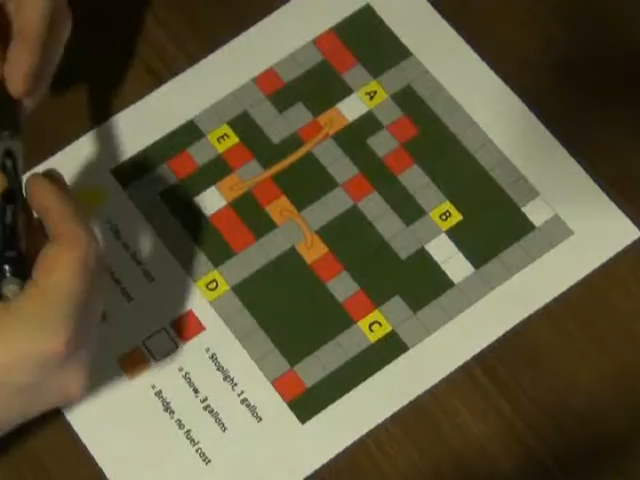 A
E
B
D
C
= Stoplight, 1 gallon
= Snow, 3 gallons
= Bridge, no fuel cost